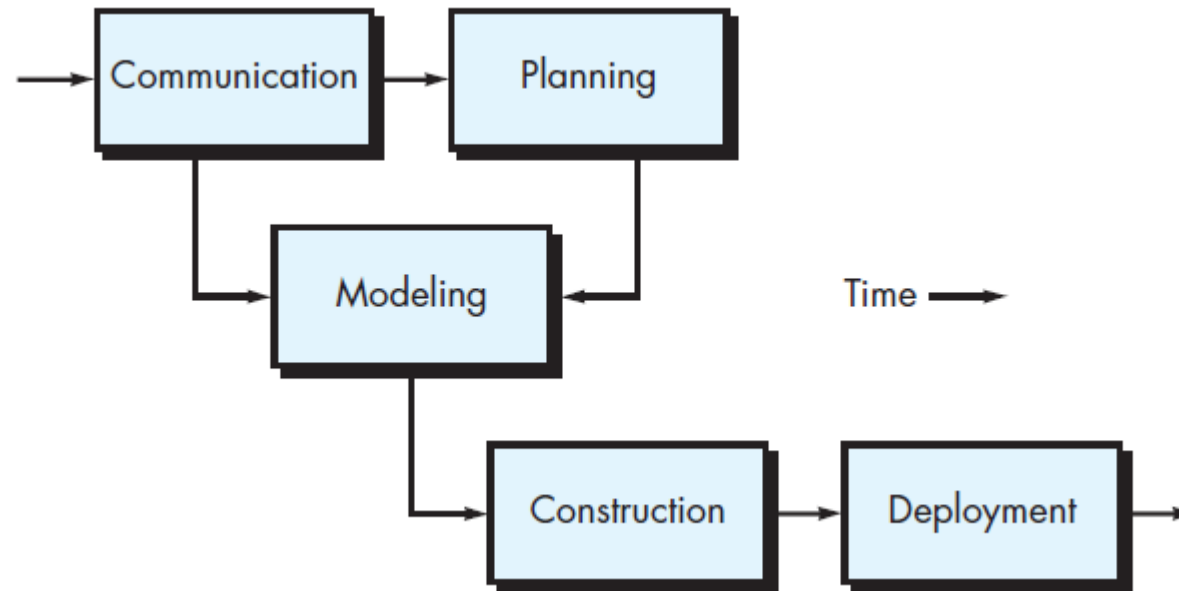 Communication
Planning
Modeling
Time
Construction
Deployment